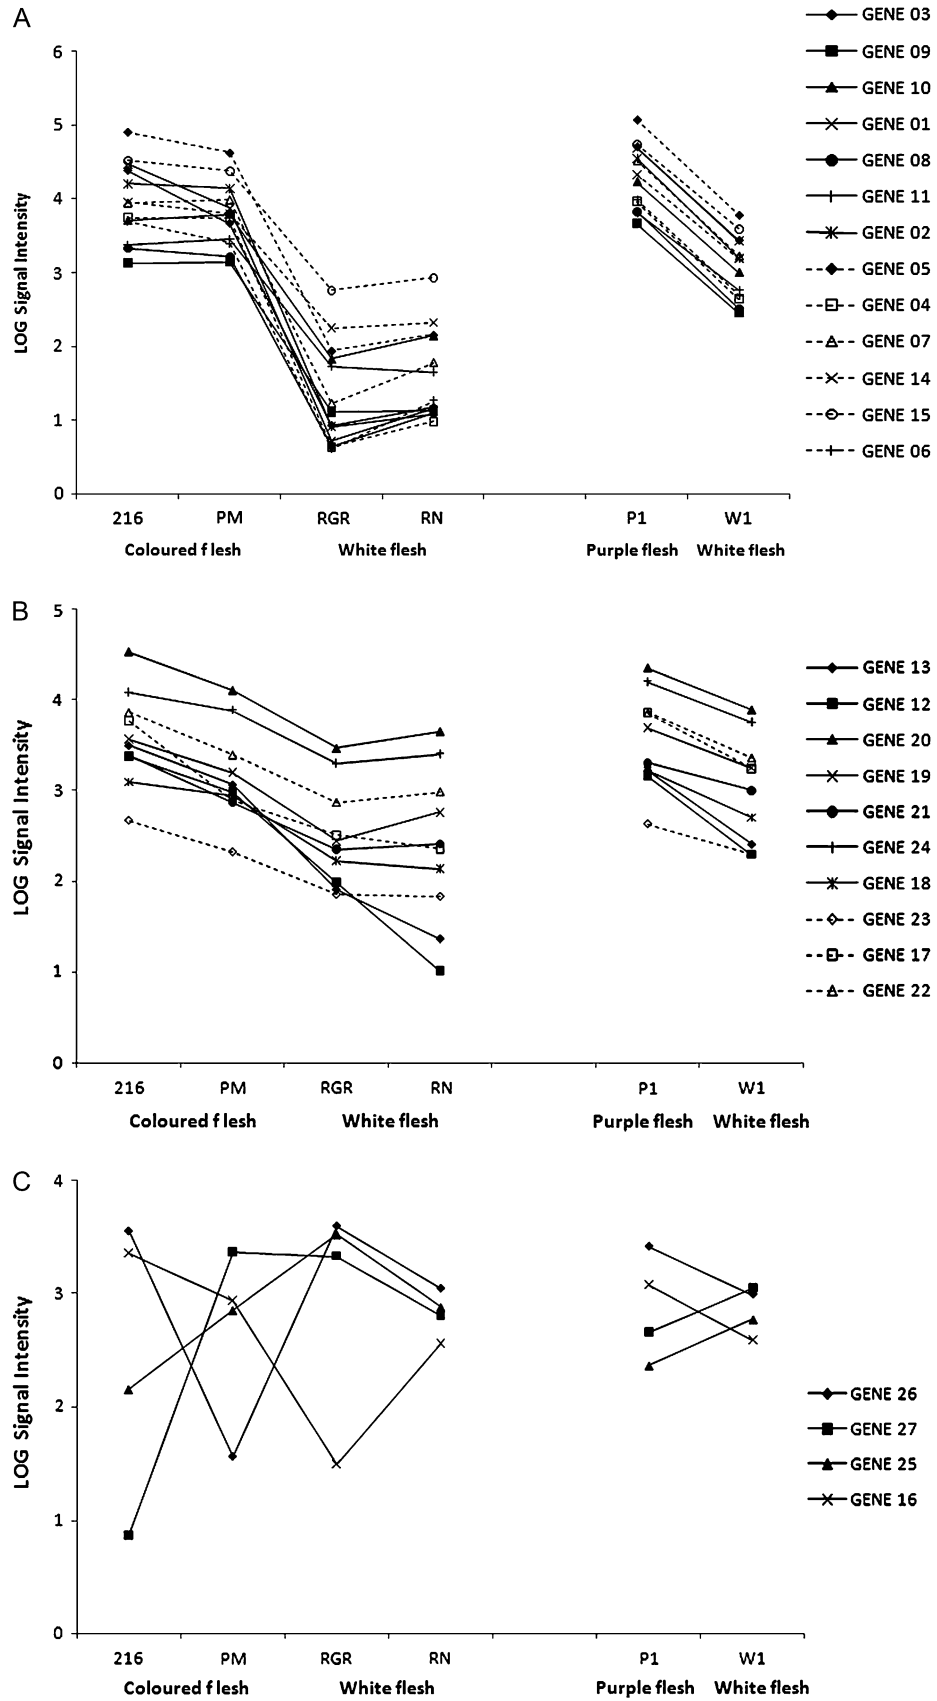 A
LOG Signal Intensity
6
5
4
3
2
1
0
216 PM RGR RN P1 W1
Coloured flesh White flesh Purple flesh White flesh
GENE 03
GENE 09
GENE 10
GENE 01
GENE 08
GENE 11
GENE 02
GENE 05
GENE 04
GENE 07
GENE 14
GENE 15
GENE 06
B
LOG Signal Intensity
5
4
3
2
1
0
216 PM RGR RN P1 W1
Coloured flesh White flesh Purple flesh White flesh
GENE 13
GENE 12
GENE 20
GENE 19
GENE 21
GENE 24
GENE 18
GENE 23
GENE 17
GENE 22
C
LOG Signal Intensity
4
3
2
1
0
216 PM RGR RN P1 W1
Coloured flesh White flesh Purple flesh White flesh
GENE 26
GENE 27
GENE 25
GENE 16